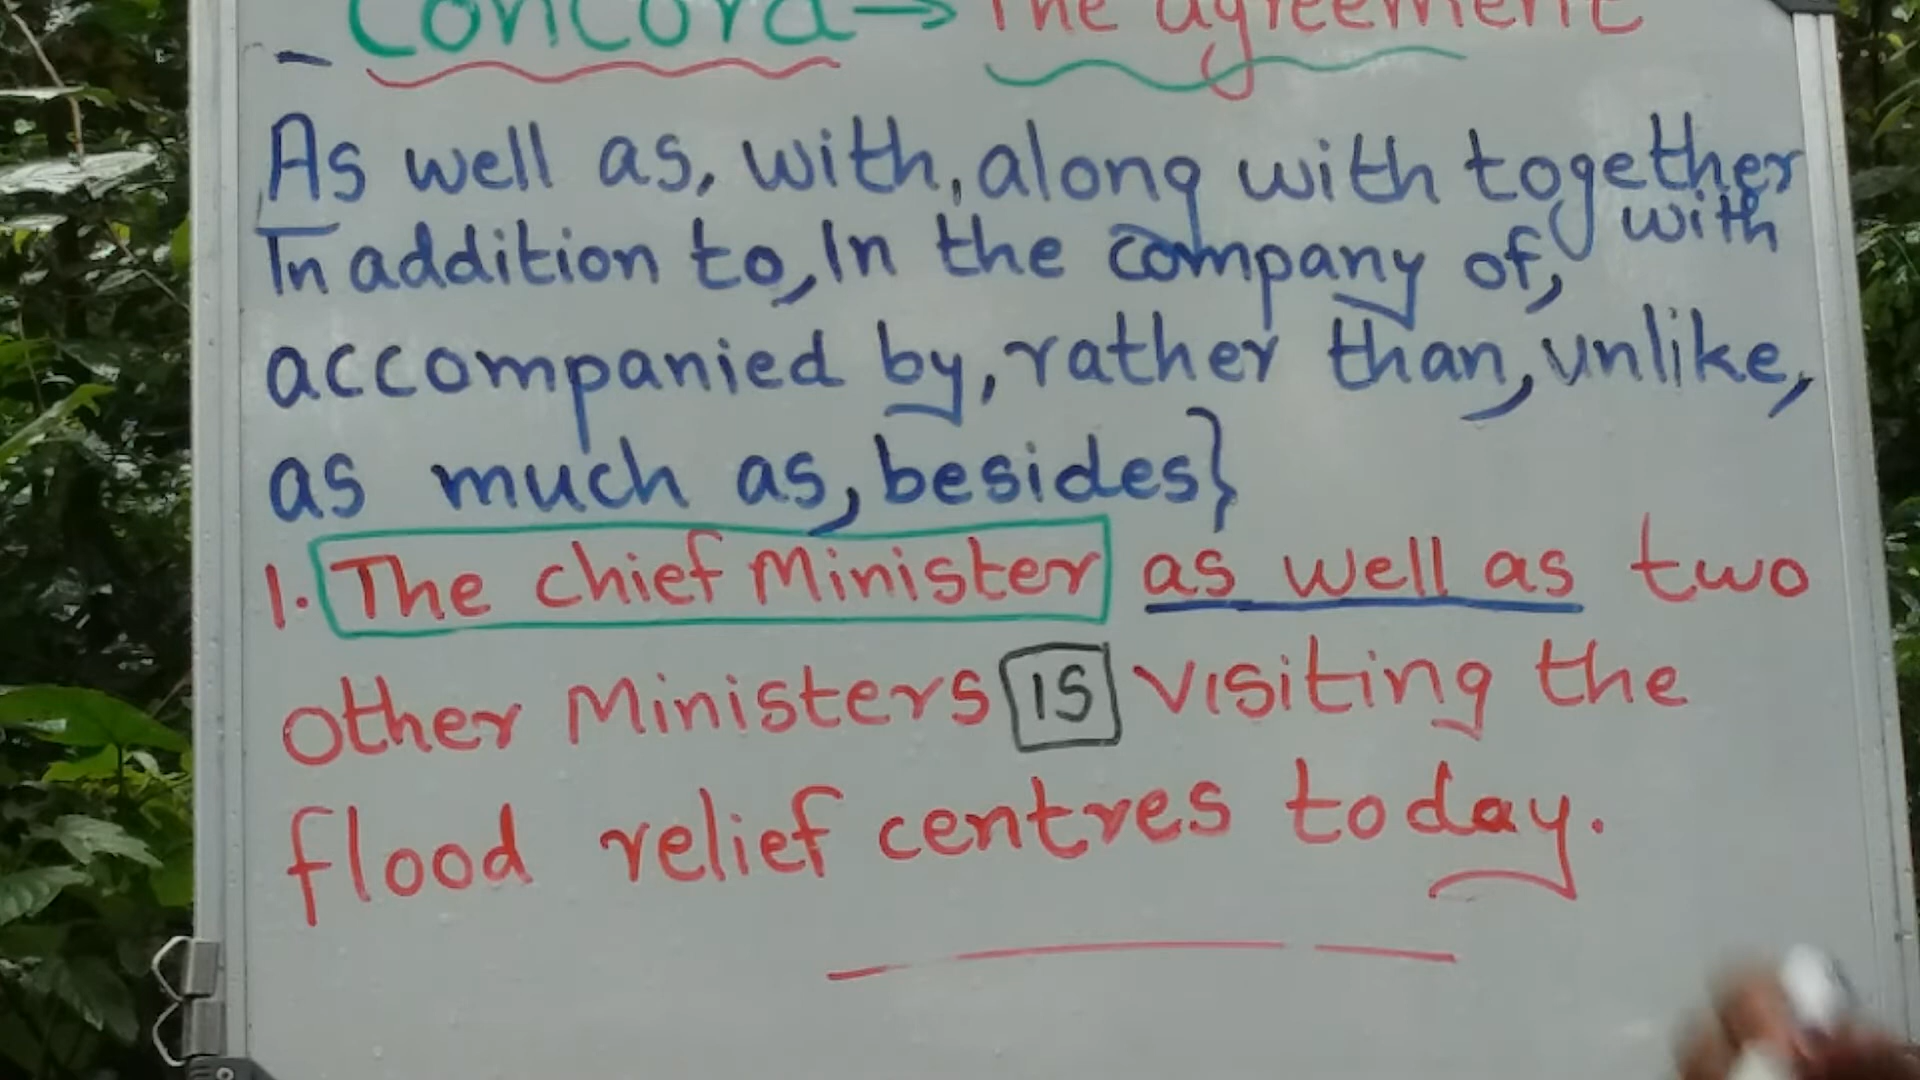 Concord → The agreement
As well as, with, along with together with
In addition to, In the company of,
accompanied by, rather than, unlike,
as much as, besides}
1. The chief Minister as well as two
other Ministers is visiting the
flood relief centres today.